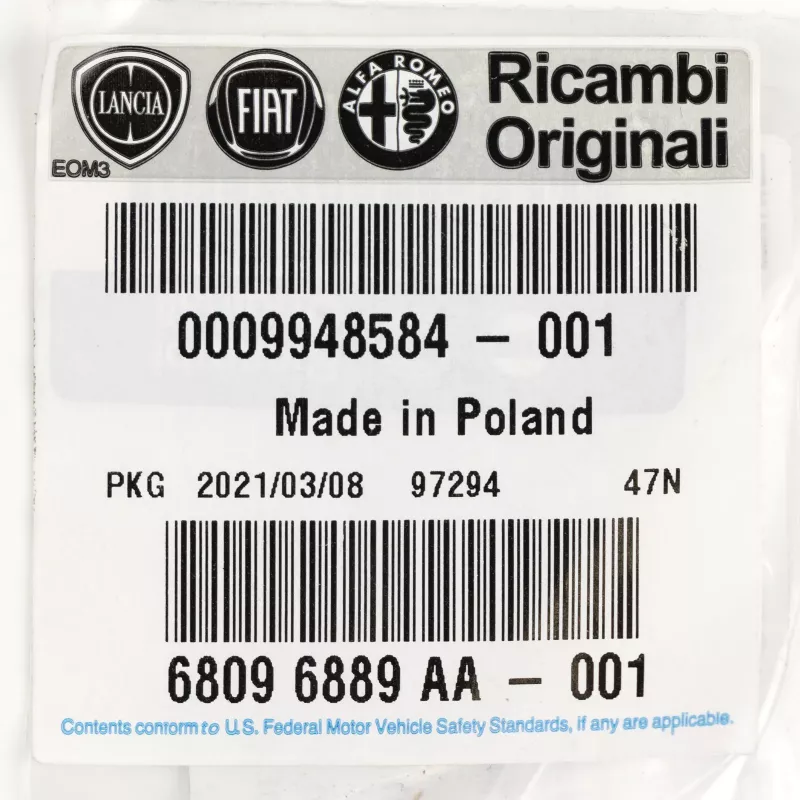 LANCIA
FIAT
ALFA ROMEO
Ricambi
Originali
EOM3
0009948584 - 001
Made in Poland
PKG 2021/03/08 97294 47N
6809 6889 AA - 001
Contents conform to U.S. Federal Motor Vehicle Safety Standards, if any are applicable.